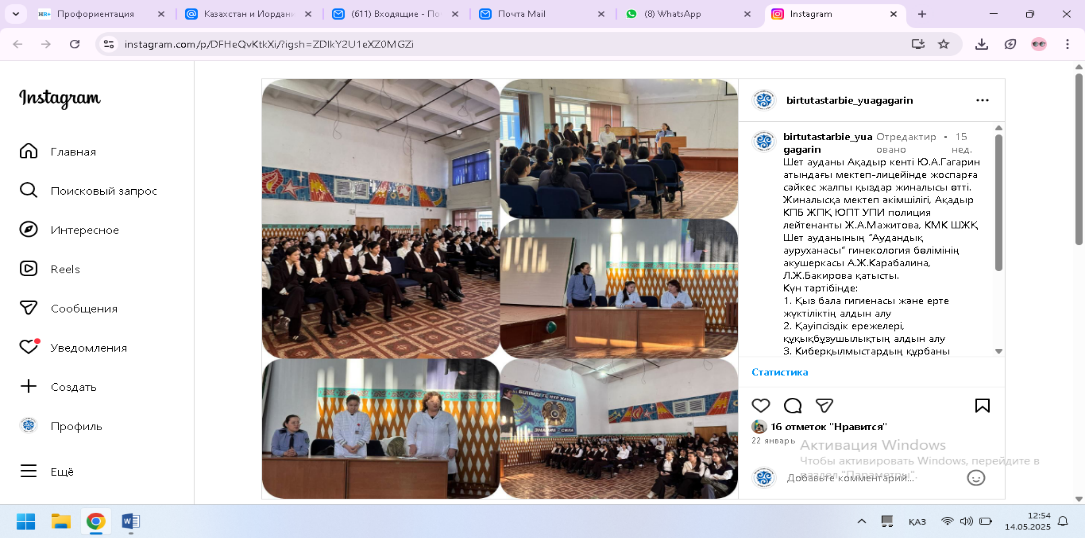 Профориентация
Казахстан и Иордани
(611) Входящие - По
Почта Mail
(8) WhatsApp
Instagram
instagram.com/p/DFHeQvKtkXi/?igsh=ZDlkY2U1eXZ0MGZi
Instagram
Главная
Поисковый запрос
Интересное
Reels
Сообщения
Уведомления
Создать
Профиль
Ещё
birtutastarbie_yuagagarin
birtutastarbie_yua
gagarin
Отредактир
овано
•
15
нед.
Шет ауданы Ақадыр кенті Ю.А.Гагарин
атындағы мектеп-лицейінде жоспарға
сәйкес жалпы қыздар жиналысы өтті.
Жиналысқа мектеп әкімшілігі, Ақадыр
КПБ ЖПҚ ЮПТ УПИ полиция
лейтенанты Ж.А.Мажитова, КМК ШЖҚ
Шет ауданының "Аудандық
ауруханасы" гинекология бөлімінің
акушеркасы А.Ж.Карабалина,
Л.Ж.Бакирова қатысты.
Күн тәртібінде:
1. Қыз бала гигиенасы және ерте
жүктіліктің алдын алу
2. Қауіпсіздік ережелері,
құқықбұзушылықтың алдын алу
3. Киберқылмыстардың құрбаны
Статистика
16 отметок "Нравится"
22 январь
Активация Windows
Чтобы активировать Windows, перейдите в
раздел "Параметры".
Добавьте комментарий...
ҚАЗ
12:54
14.05.2025